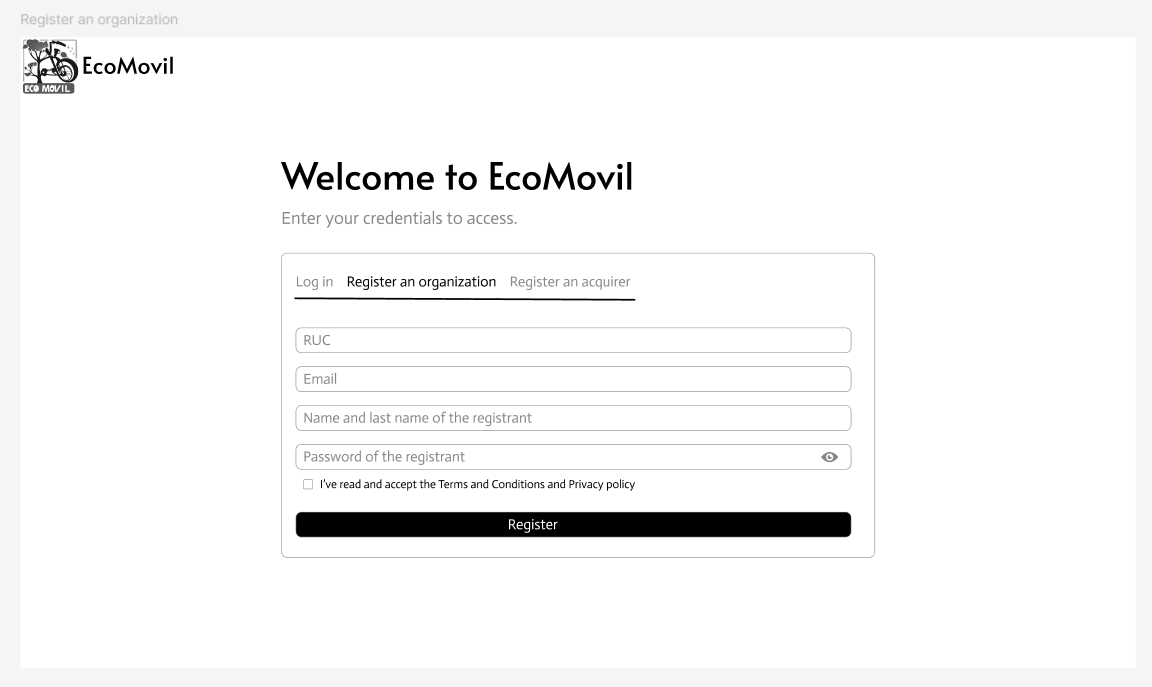 Register an organization
EcoMovil
ECO MOVIL
Welcome to EcoMovil
Enter your credentials to access.
Log in Register an organization Register an acquirer
RUC
Email
Name and last name of the registrant
Password of the registrant
I've read and accept the Terms and Conditions and Privacy policy
Register